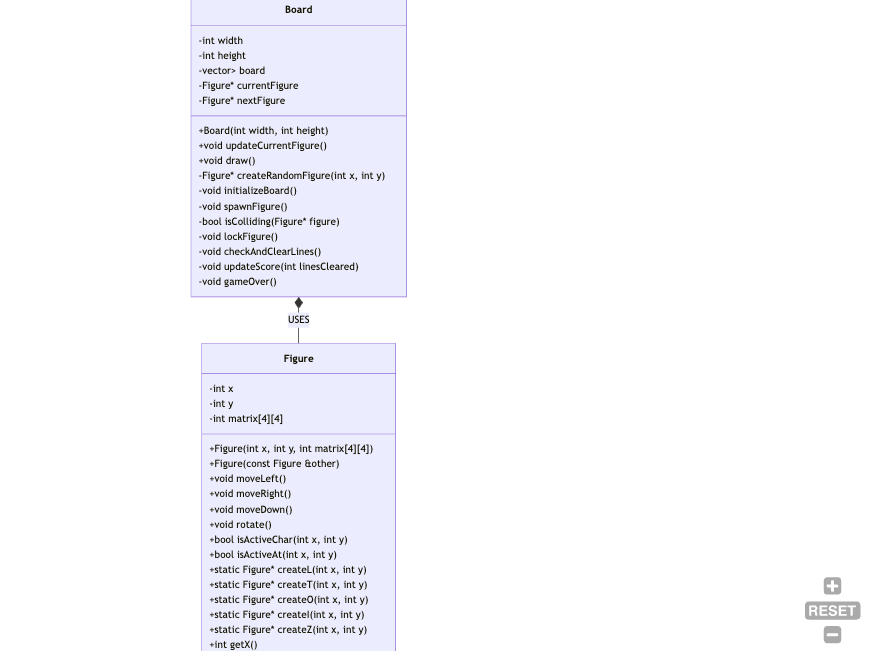 Board
-int width
-int height
-vector> board
-Figure* currentFigure
-Figure* nextFigure
+Board(int width, int height)
+void updateCurrentFigure()
+void draw()
-Figure* createRandomFigure(int x, int y)
-void initializeBoard()
-void spawnFigure()
-bool isColliding(Figure* figure)
-void lockFigure()
-void checkAndClearLines()
-void updateScore(int linesCleared)
-void gameOver()
USES
Figure
-int x
-int y
-int matrix[4][4]
+Figure(int x, int y, int matrix[4][4])
+Figure(const Figure &other)
+void moveLeft()
+void moveRight()
+void moveDown()
+void rotate()
+bool isActiveChar(int x, int y)
+bool isActiveAt(int x, int y)
+static Figure* createL(int x, int y)
+static Figure* createT(int x, int y)
+static Figure* createO(int x, int y)
+static Figure* createI(int x, int y)
+static Figure* createZ(int x, int y)
+int getX()
RESET